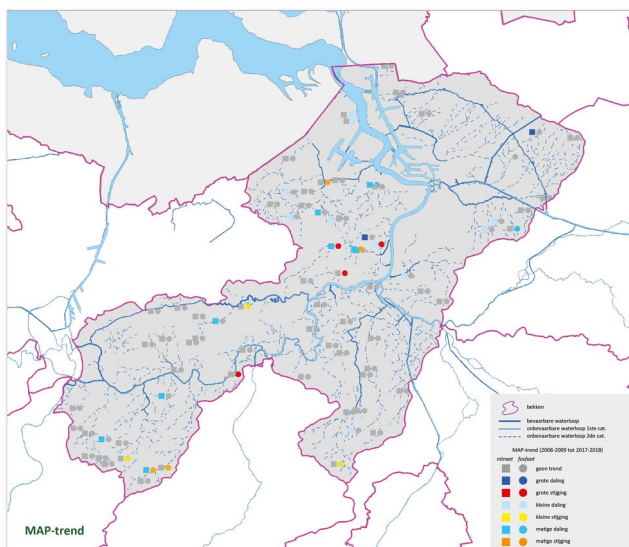 bekken
bevaarbare waterloop
onbevaarbare waterloop 1ste cat.
onbevaarbare waterloop 2de cat.
MAP-trend (2008-2009 tot 2017-2018)
nitraat fosfaat
geen trend
grote daling
grote stijging
kleine daling
kleine stijging
matige daling
matige stijging
MAP-trend